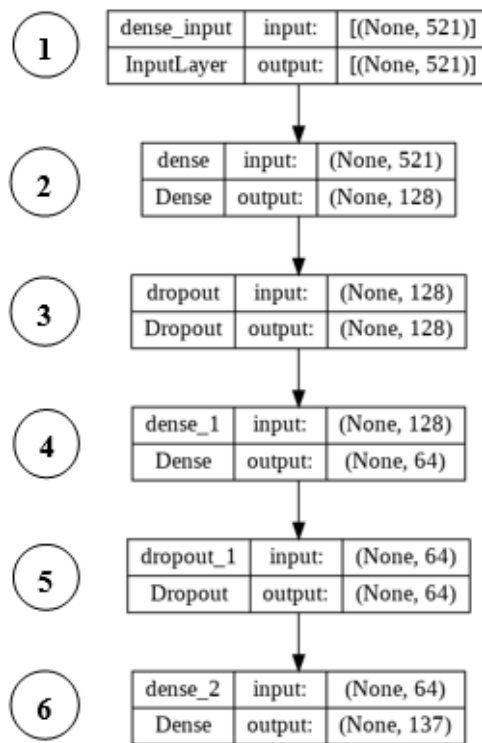 1
dense_input input: [(None, 521)]
InputLayer output: [(None, 521)]
2
dense input: (None, 521)
Dense output: (None, 128)
3
dropout input: (None, 128)
Dropout output: (None, 128)
4
dense_1 input: (None, 128)
Dense output: (None, 64)
5
dropout_1 input: (None, 64)
Dropout output: (None, 64)
6
dense_2 input: (None, 64)
Dense output: (None, 137)